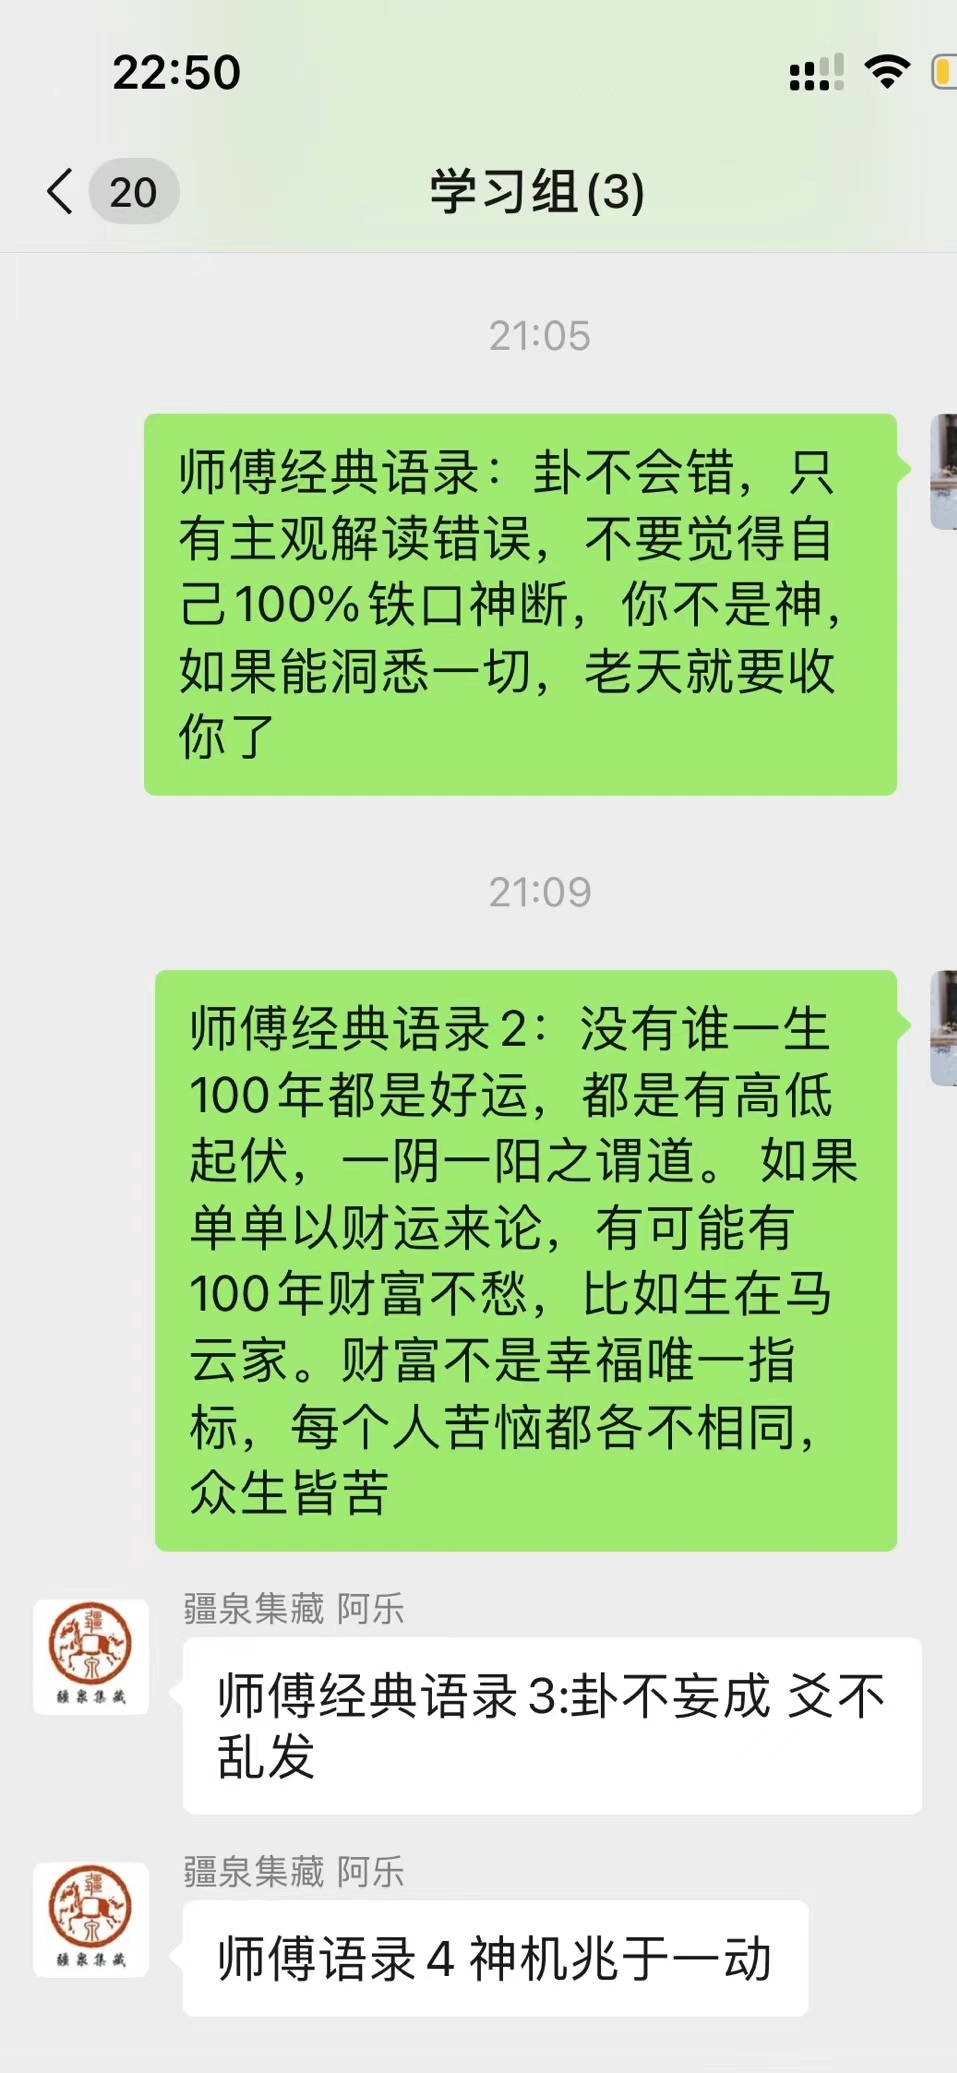 22:50
20
学习组(3)
21:05
师傅经典语录：卦不会错，只
有主观解读错误，不要觉得自
己100%铁口神断，你不是神，
如果能洞悉一切，老天就要收
你了
21:09
师傅经典语录2：没有谁一生
100年都是好运，都是有高低
起伏，一阴一阳之谓道。 如果
单单以财运来论，有可能有
100年财富不愁，比如生在马
云家。财富不是幸福唯一指
标，每个人苦恼都各不相同，
众生皆苦
疆泉集藏 阿乐
疆泉集藏
师傅经典语录3:卦不妄成 爻不
乱发
疆泉集藏 阿乐
疆泉集藏
师傅语录4 神机兆于一动